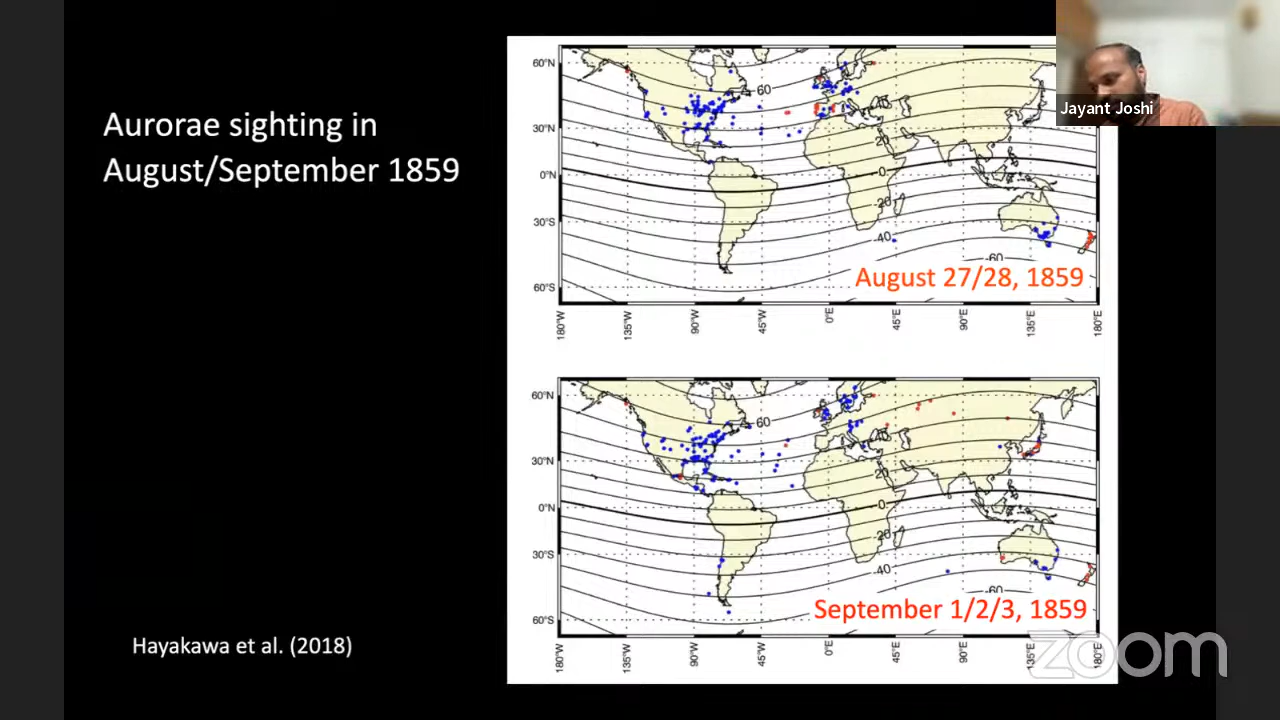 Aurorae sighting in
August/September 1859
Hayakawa et al. (2018)
Jayant Joshi
60°N
30°N
0°N
30°S
60°S
60
20
0
-20
-40
-60
August 27/28, 1859
180°W
135°W
90°W
45°W
0°E
45°E
90°E
135°E
180°E
60°N
30°N
0°N
30°S
60°S
60
20
0
-20
-40
-60
September 1/2/3, 1859
180°W
135°W
90°W
45°W
0°E
45°E
90°E
135°E
180°E
zoom